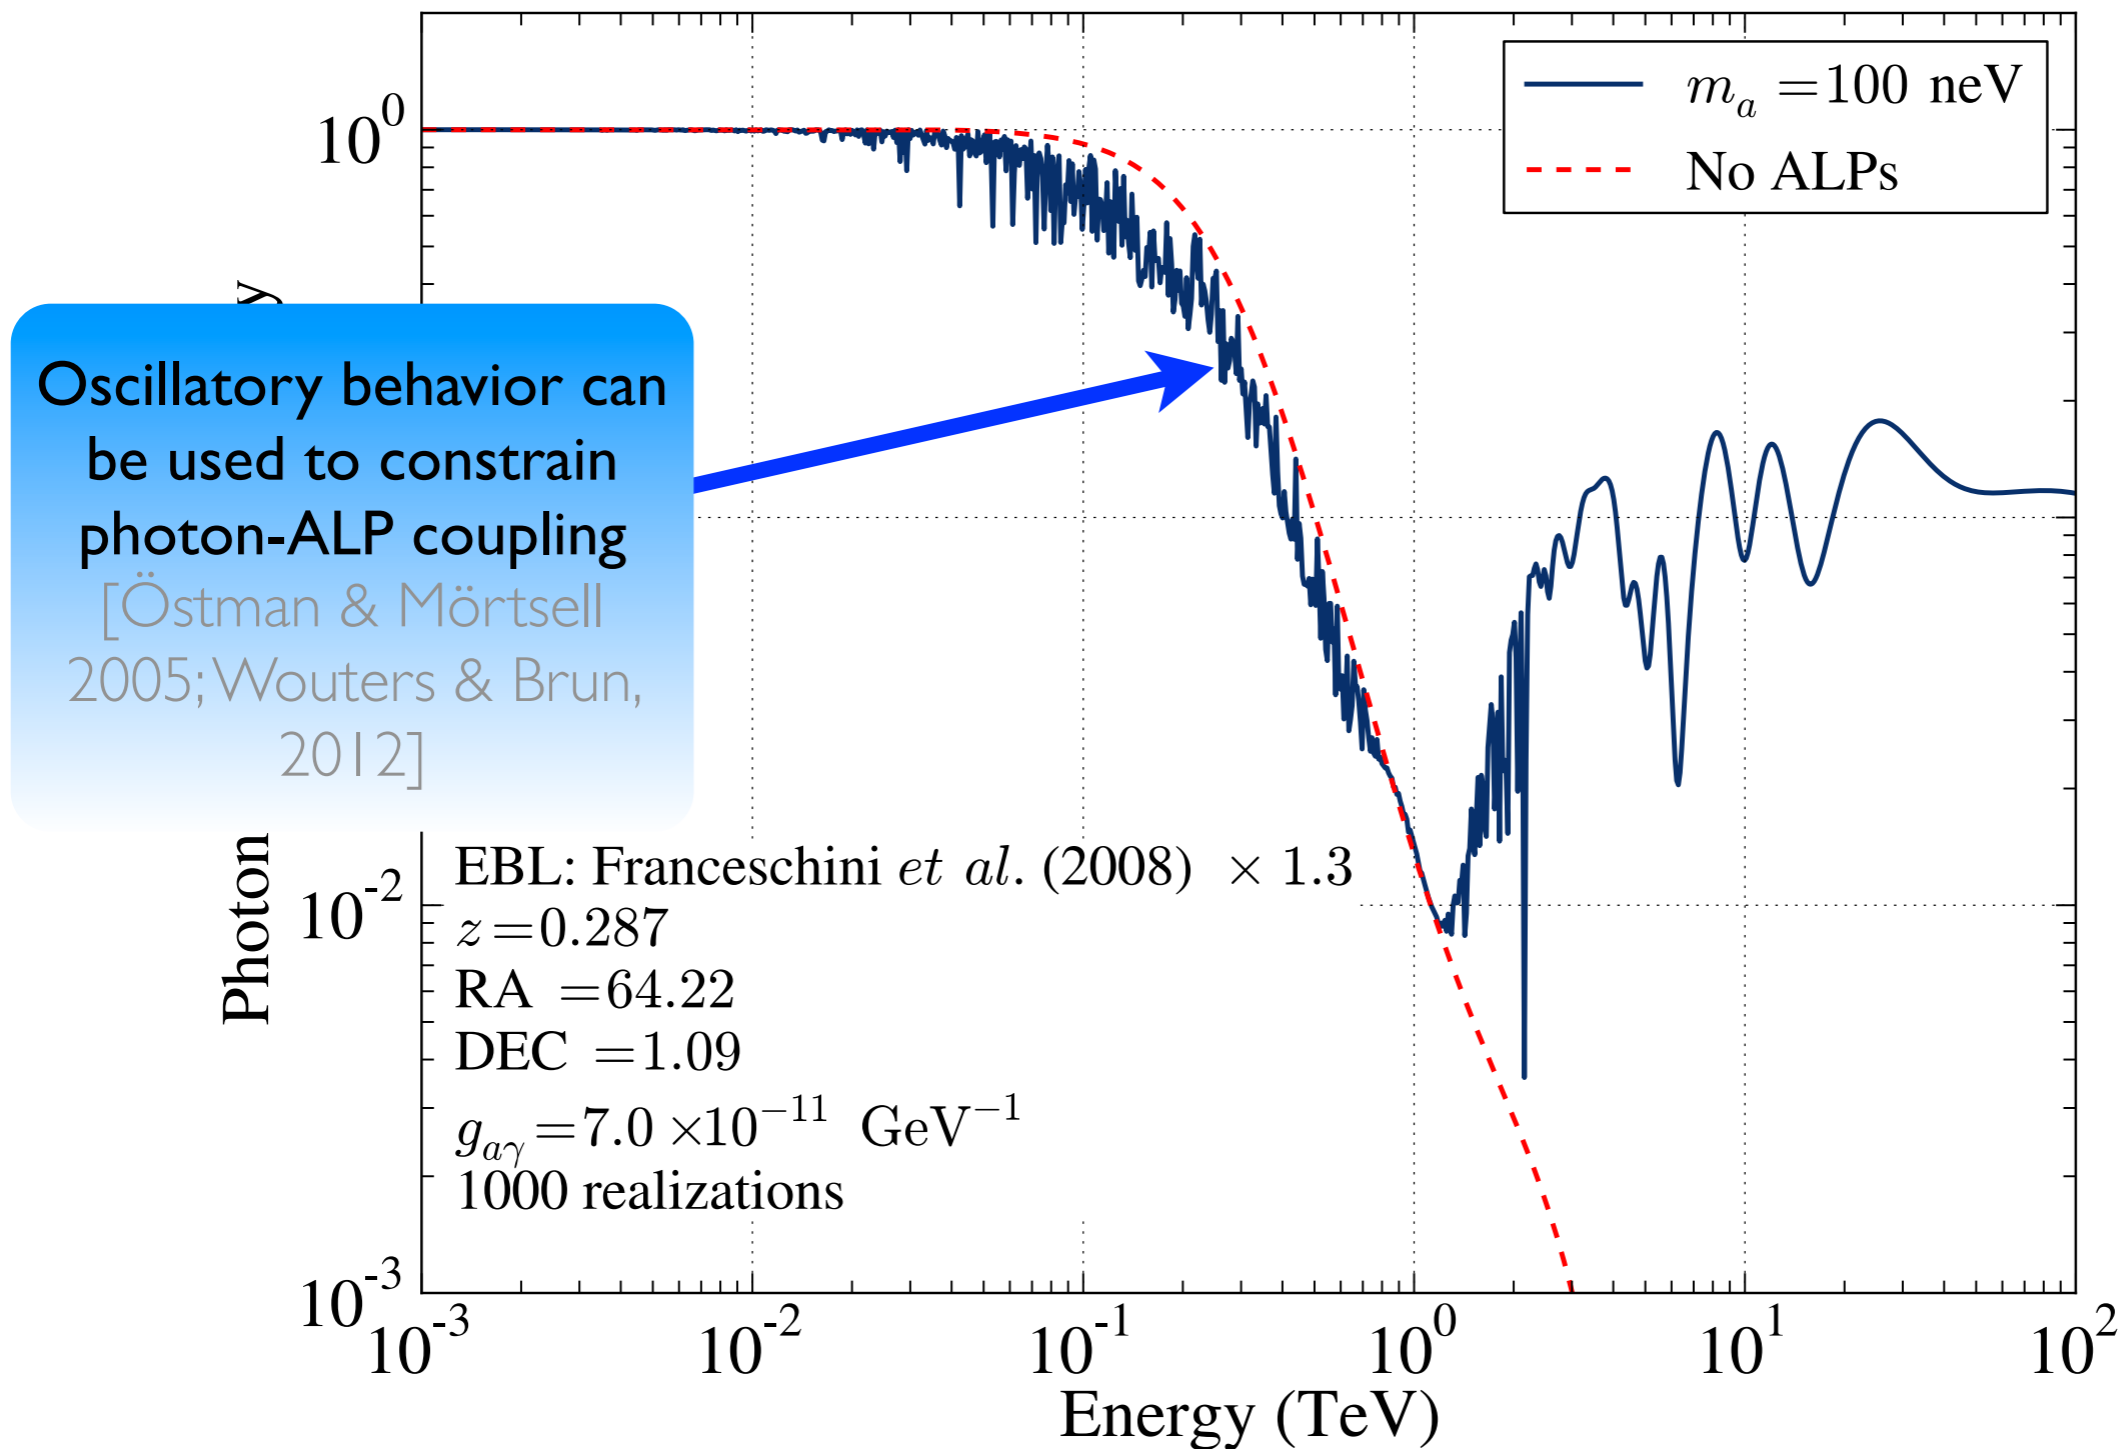 m_a = 100 neV
No ALPs
10^0
Oscillatory behavior can
be used to constrain
photon-ALP coupling
[Östman & Mörtsell
2005; Wouters & Brun,
2012]
Photon
EBL: Franceschini et al. (2008) × 1.3
10^-2
z = 0.287
RA = 64.22
DEC = 1.09
g_{aγ} = 7.0 × 10^{-11} GeV^{-1}
1000 realizations
10^-3
10^-3 10^-2 10^-1 10^0 10^1 10^2
Energy (TeV)